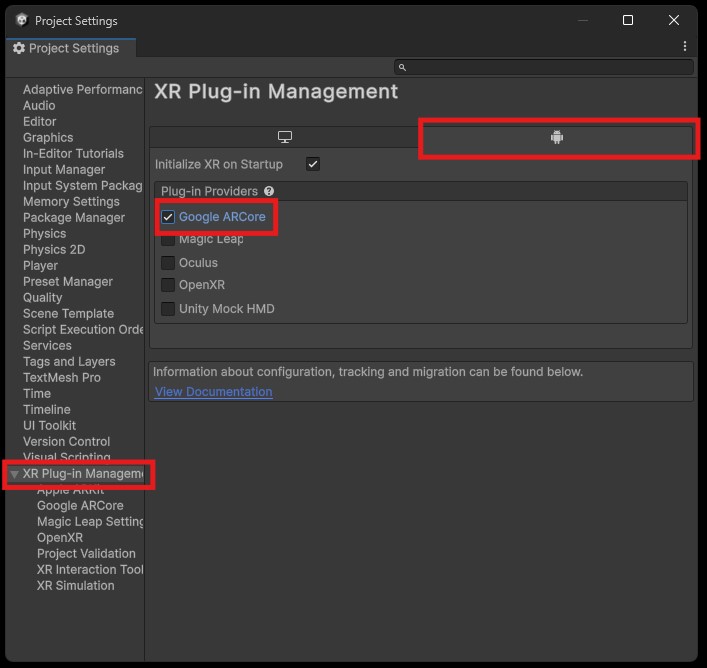 Project Settings
Project Settings
Adaptive Performanc
Audio
Editor
Graphics
In-Editor Tutorials
Input Manager
Input System Packag
Memory Settings
Package Manager
Physics
Physics 2D
Player
Preset Manager
Quality
Scene Template
Script Execution Orde
Services
Tags and Layers
TextMesh Pro
Time
Timeline
UI Toolkit
Version Control
Visual Scripting
XR Plug-in Manageme
Apple ARKit
Google ARCore
Magic Leap Setting
OpenXR
Project Validation
XR Interaction Tool
XR Simulation
XR Plug-in Management
Initialize XR on Startup
Plug-in Providers ?
Google ARCore
Magic Leap
Oculus
OpenXR
Unity Mock HMD
Information about configuration, tracking and migration can be found below.
View Documentation